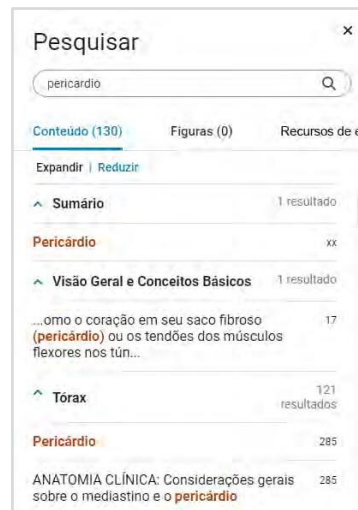 Pesquisar
×
pericardio
Conteúdo (130) Figuras (0) Recursos de e
Expandir | Reduzir
Sumário 1 resultado
Pericárdio xx
Visão Geral e Conceitos Básicos 1 resultado
...omo o coração em seu saco fibroso 17
(pericárdio) ou os tendões dos músculos
flexores nos tún...
Tórax 121
resultados
Pericárdio 285
ANATOMIA CLÍNICA: Considerações gerais 285
sobre o mediastino e o pericárdio